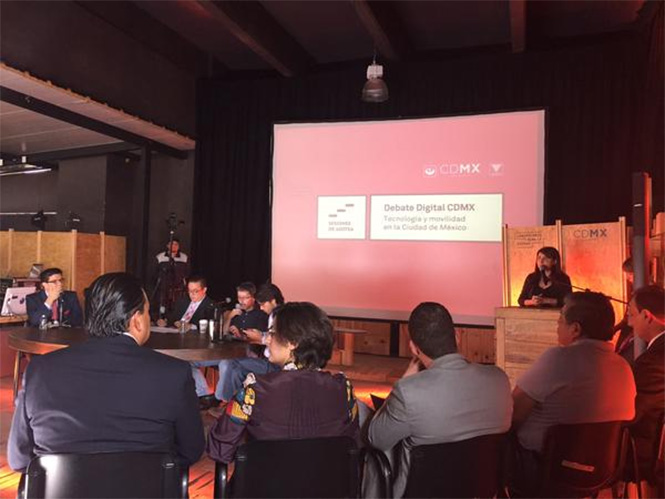 CDMX
Debate Digital CDMX
Tecnología y movilidad
en la Ciudad de México
CDMX